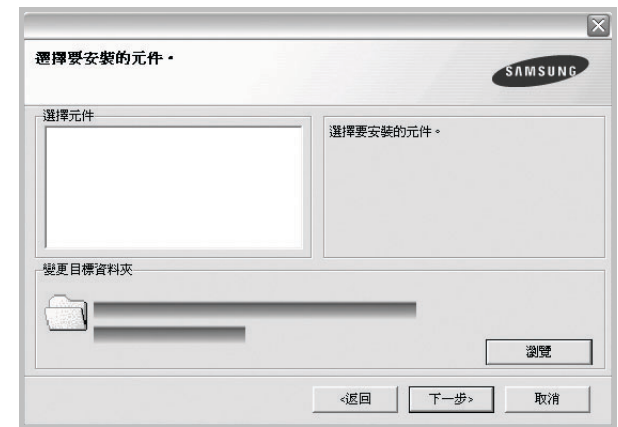 選擇要安裝的元件。
SAMSUNG
選擇元件
選擇要安裝的元件。
變更目標資料夾
瀏覽
<返回
下一步>
取消